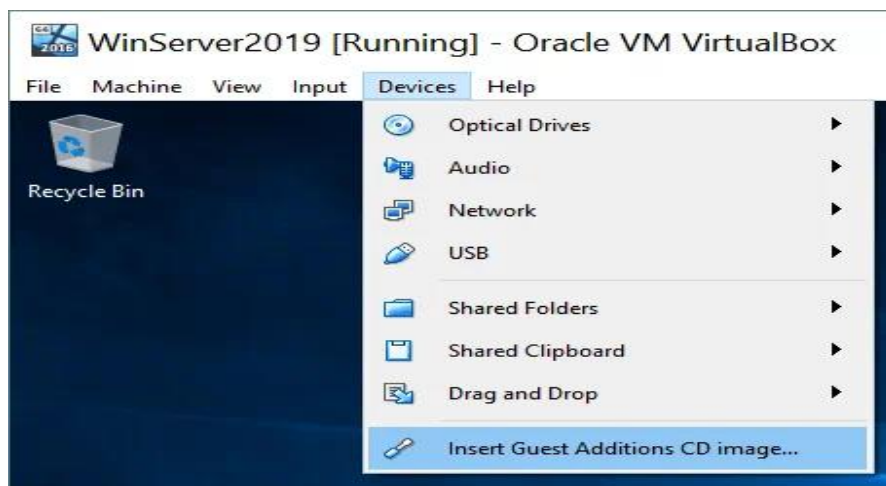 64
2016
WinServer2019 [Running] - Oracle VM VirtualBox
File Machine View Input Devices Help
Recycle Bin
Optical Drives
Audio
Network
USB
Shared Folders
Shared Clipboard
Drag and Drop
Insert Guest Additions CD image...